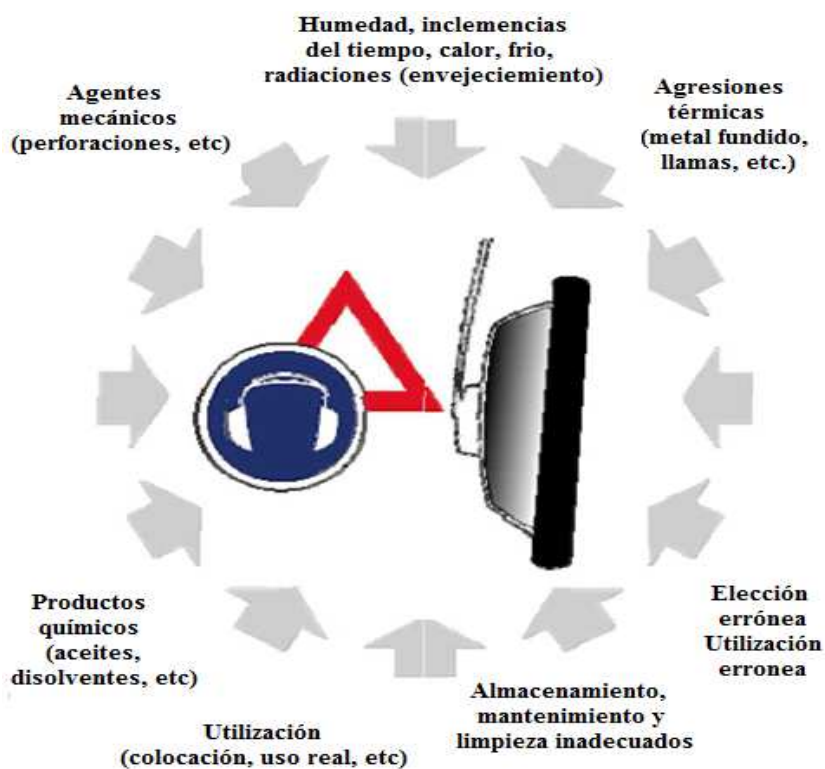 Humedad, inclemencias
del tiempo, calor, frio,
radiaciones (envejeciemiento)
Agentes
mecánicos
(perforaciones, etc)
Agresiones
térmicas
(metal fundido,
llamas, etc.)
Productos
químicos
(aceites,
disolventes, etc)
Elección
errónea
Utilización
erronea
Almacenamiento,
mantenimiento y
limpieza inadecuados
Utilización
(colocación, uso real, etc)